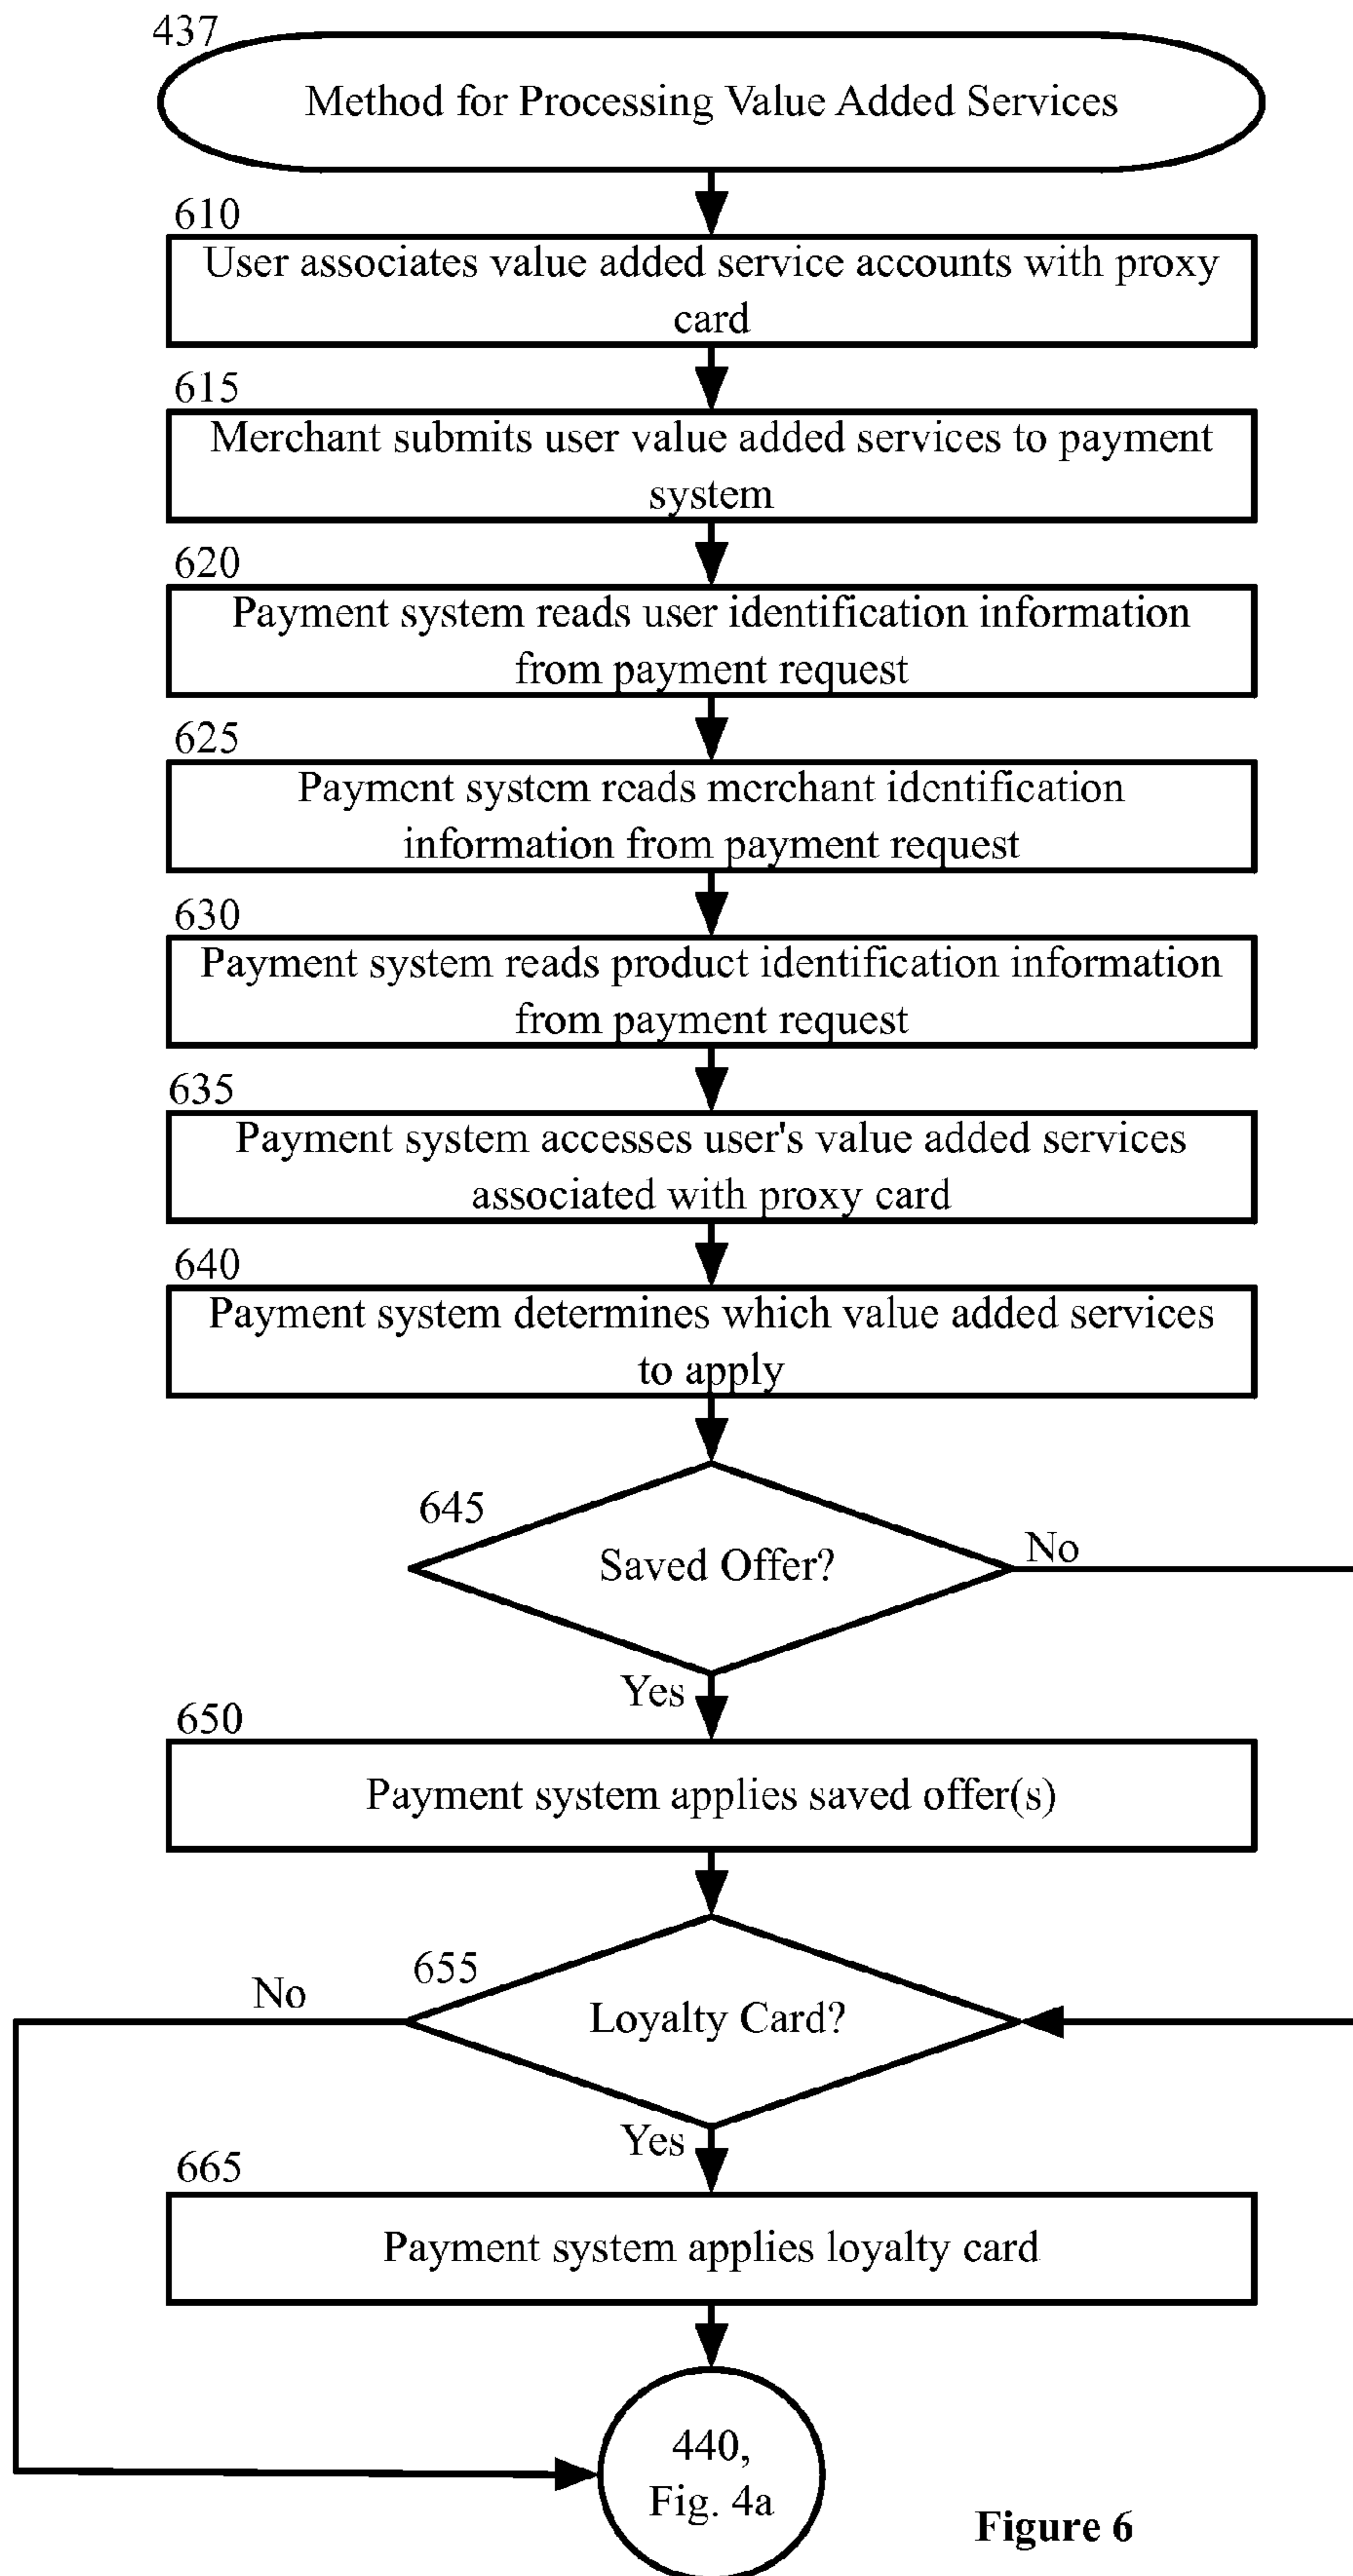 437
Method for Processing Value Added Services
610
User associates value added service accounts with proxy
card
615
Merchant submits user value added services to payment
system
620
Payment system reads user identification information
from payment request
625
Payment system reads merchant identification
information from payment request
630
Payment system reads product identification information
from payment request
635
Payment system accesses user's value added services
associated with proxy card
640
Payment system determines which value added services
to apply
645
Saved Offer?
No
Yes
650
Payment system applies saved offer(s)
655
No
Loyalty Card?
Yes
665
Payment system applies loyalty card
440,
Fig. 4a
Figure 6